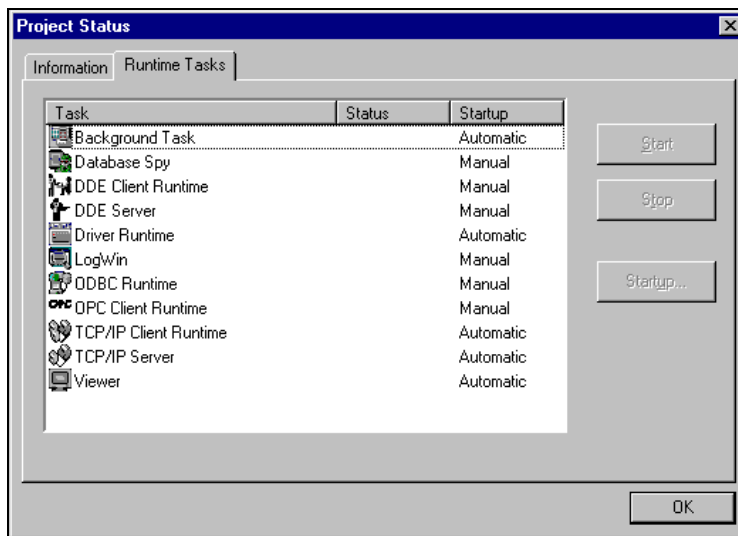 Project Status
Information Runtime Tasks
Task Status Startup
Background Task Automatic
Database Spy Manual
DDE Client Runtime Manual
DDE Server Manual
Driver Runtime Automatic
LogWin Manual
ODBC Runtime Manual
OPC OPC Client Runtime Manual
TCP/IP Client Runtime Automatic
TCP/IP Server Automatic
Viewer Automatic
Start
Stop
Startup...
OK